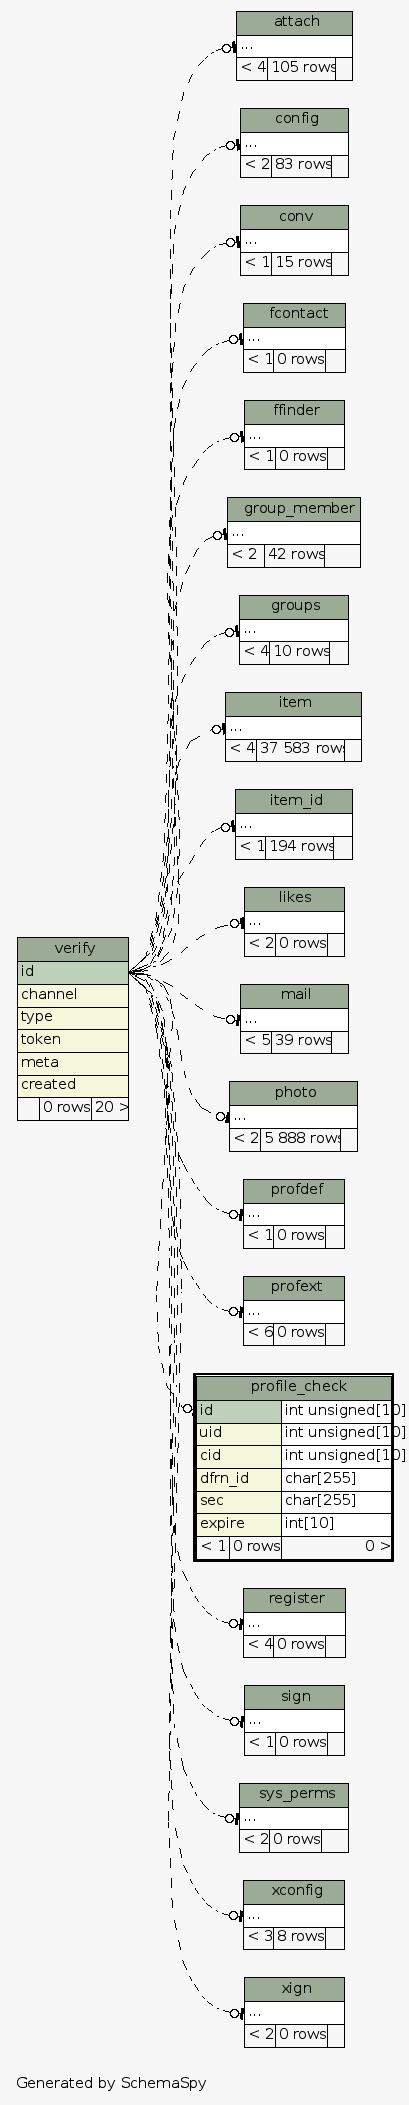 attach
...
< 4 105 rows
config
...
< 2 83 rows
conv
...
< 1 15 rows
fcontact
...
< 1 0 rows
ffinder
...
< 1 0 rows
group_member
...
< 2 42 rows
groups
...
< 4 10 rows
item
...
< 4 37 583 rows
item_id
...
< 1 194 rows
likes
...
< 2 0 rows
verify
id
channel
type
token
meta
created
0 rows 20 >
mail
...
< 5 39 rows
photo
...
< 2 5 888 rows
profdef
...
< 1 0 rows
profext
...
< 6 0 rows
profile_check
id int unsigned[10]
uid int unsigned[10]
cid int unsigned[10]
dfrn_id char[255]
sec char[255]
expire int[10]
< 1 0 rows 0 >
register
...
< 4 0 rows
sign
...
< 1 0 rows
sys_perms
...
< 2 0 rows
xconfig
...
< 3 8 rows
xign
...
< 2 0 rows
Generated by SchemaSpy